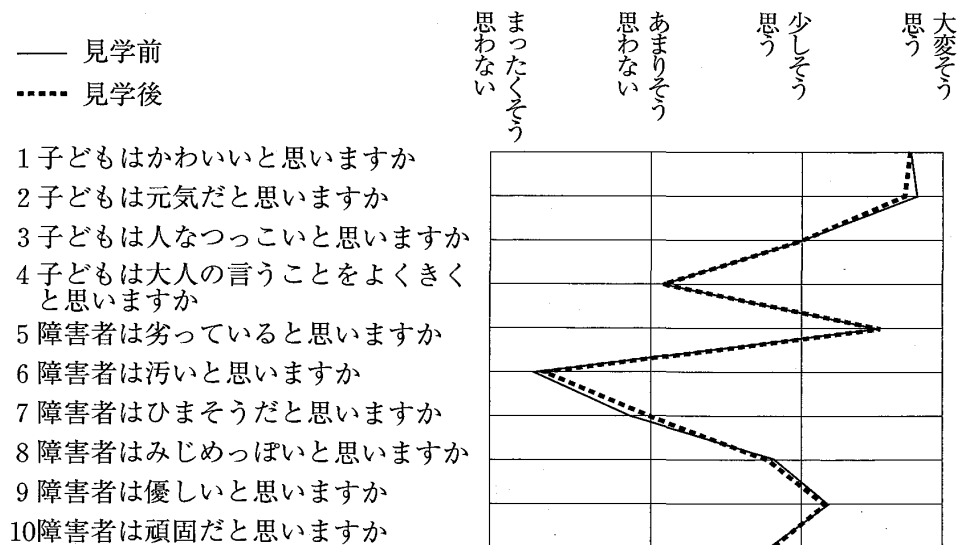 見学前
見学後
まったくそう思わない
あまりそう思わない
少しそう思う
大変そう思う
1 子どもはかわいいと思いますか
2 子どもは元気だと思いますか
3 子どもは人なつっこいと思いますか
4 子どもは大人の言うことをよくきく
と思いますか
5 障害者は劣っていると思いますか
6 障害者は汚いと思いますか
7 障害者はひまそうだと思いますか
8 障害者はみじめっぽいと思いますか
9 障害者は優しいと思いますか
10障害者は頑固だと思いますか